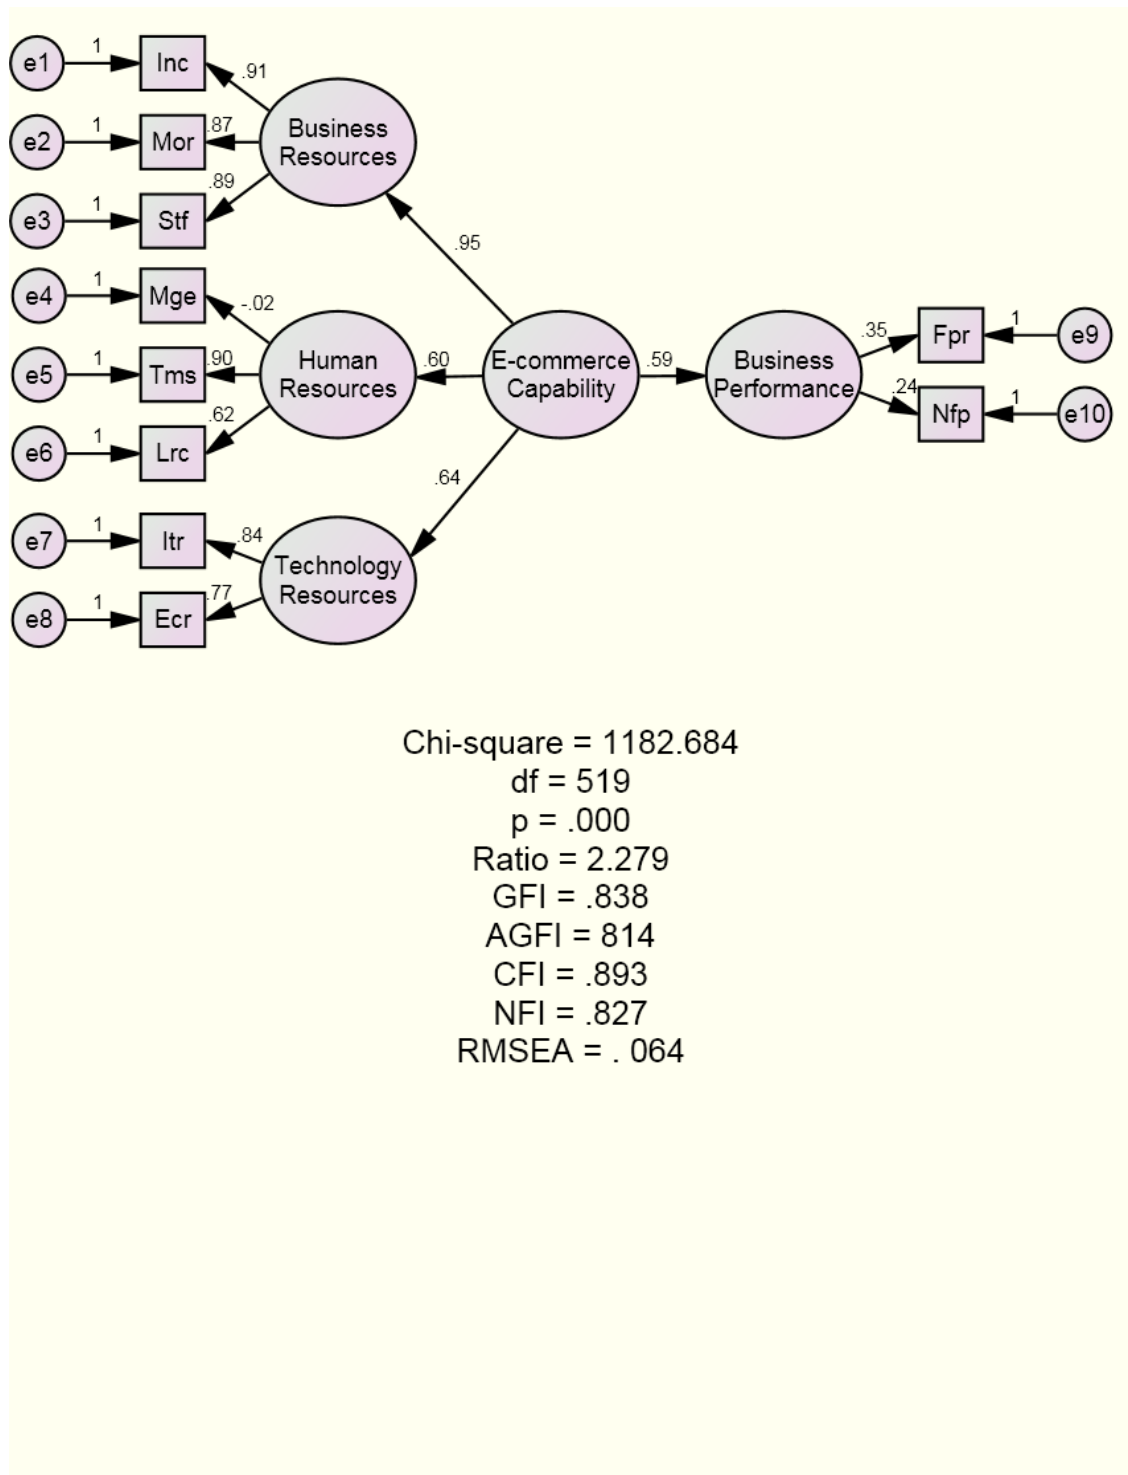 e1 1 Inc .91
e2 1 Mor .87
e3 1 Stf .89
Business
Resources
.95
e4 1 Mge -.02
e5 1 Tms .90
e6 1 Lrc .62
Human
Resources
.60
E-commerce
Capability
.59
Business
Performance
.35 Fpr 1 e9
.24 Nfp 1 e10
.64
e7 1 Itr .84
e8 1 Ecr .77
Technology
Resources
Chi-square = 1182.684
df = 519
p = .000
Ratio = 2.279
GFI = .838
AGFI = 814
CFI = .893
NFI = .827
RMSEA = . 064